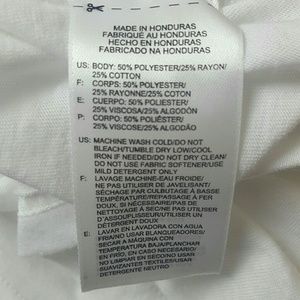 MADE IN HONDURAS
FABRIQUÉ AU HONDURAS
HECHO EN HONDURAS
FABRICADO NA HONDURAS
US: BODY: 50% POLYESTER/25% RAYON/
25% COTTON
F: CORPS: 50% POLYESTER/
25% RAYONNE/25% COTON
E: CUERPO: 50% POLIESTER/
25% VISCOSA/25% ALGODÓN
P: CORPO: 50% POLIÉSTER/
25% VISCOSE/25% ALGODÃO
US: MACHINE WASH COLD/DO NOT
BLEACH/TUMBLE DRY LOW/COOL
IRON IF NEEDED/DO NOT DRY CLEAN/
DO NOT USE FABRIC SOFTENER/USE
MILD DETERGENT ONLY
F: LAVAGE MACHINE-EAU FROIDE/
NE PAS UTILISER DE JAVELISANT/
SÉCHAGE PAR CULBUTAGE À BASSE
TEMPÉRATURE/REPASSAGE À FER
DOUX, SI NÉCESSAIRE/PAS DE
NETTOYAGE À SEC/NE PAS UTILISER
D'ASSOUPLISSEUR/UTILISER UN
DÉTERGENT DOUX
E: LAVAR EN LAVADORA CON AGUA
FRIA/NO USAR BLANQUEADORES/
SECAR A MÁQUINA CON
TEMPERATURA BAJA/PLANCHAR
EN FRÍO, EN CASO NECESARIO/
NO LIMPIAR EN SECO/NO UTILIZAR
SUAVIZANTES TEXTILES/USAR
DETERGENTE NEUTRO